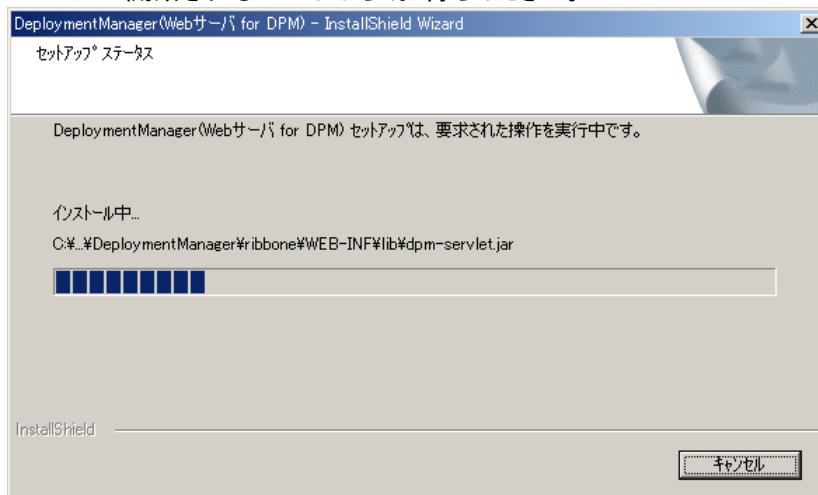 DeploymentManager(Webサーバ for DPM) - InstallShield Wizard
セットアップ ステータス
DeploymentManager(Webサーバ for DPM) セットアップは、要求された操作を実行中です。
インストール中...
C:¥...¥DeploymentManager¥ribbone¥WEB-INF¥lib¥dpm-servlet.jar
InstallShield
キャンセル